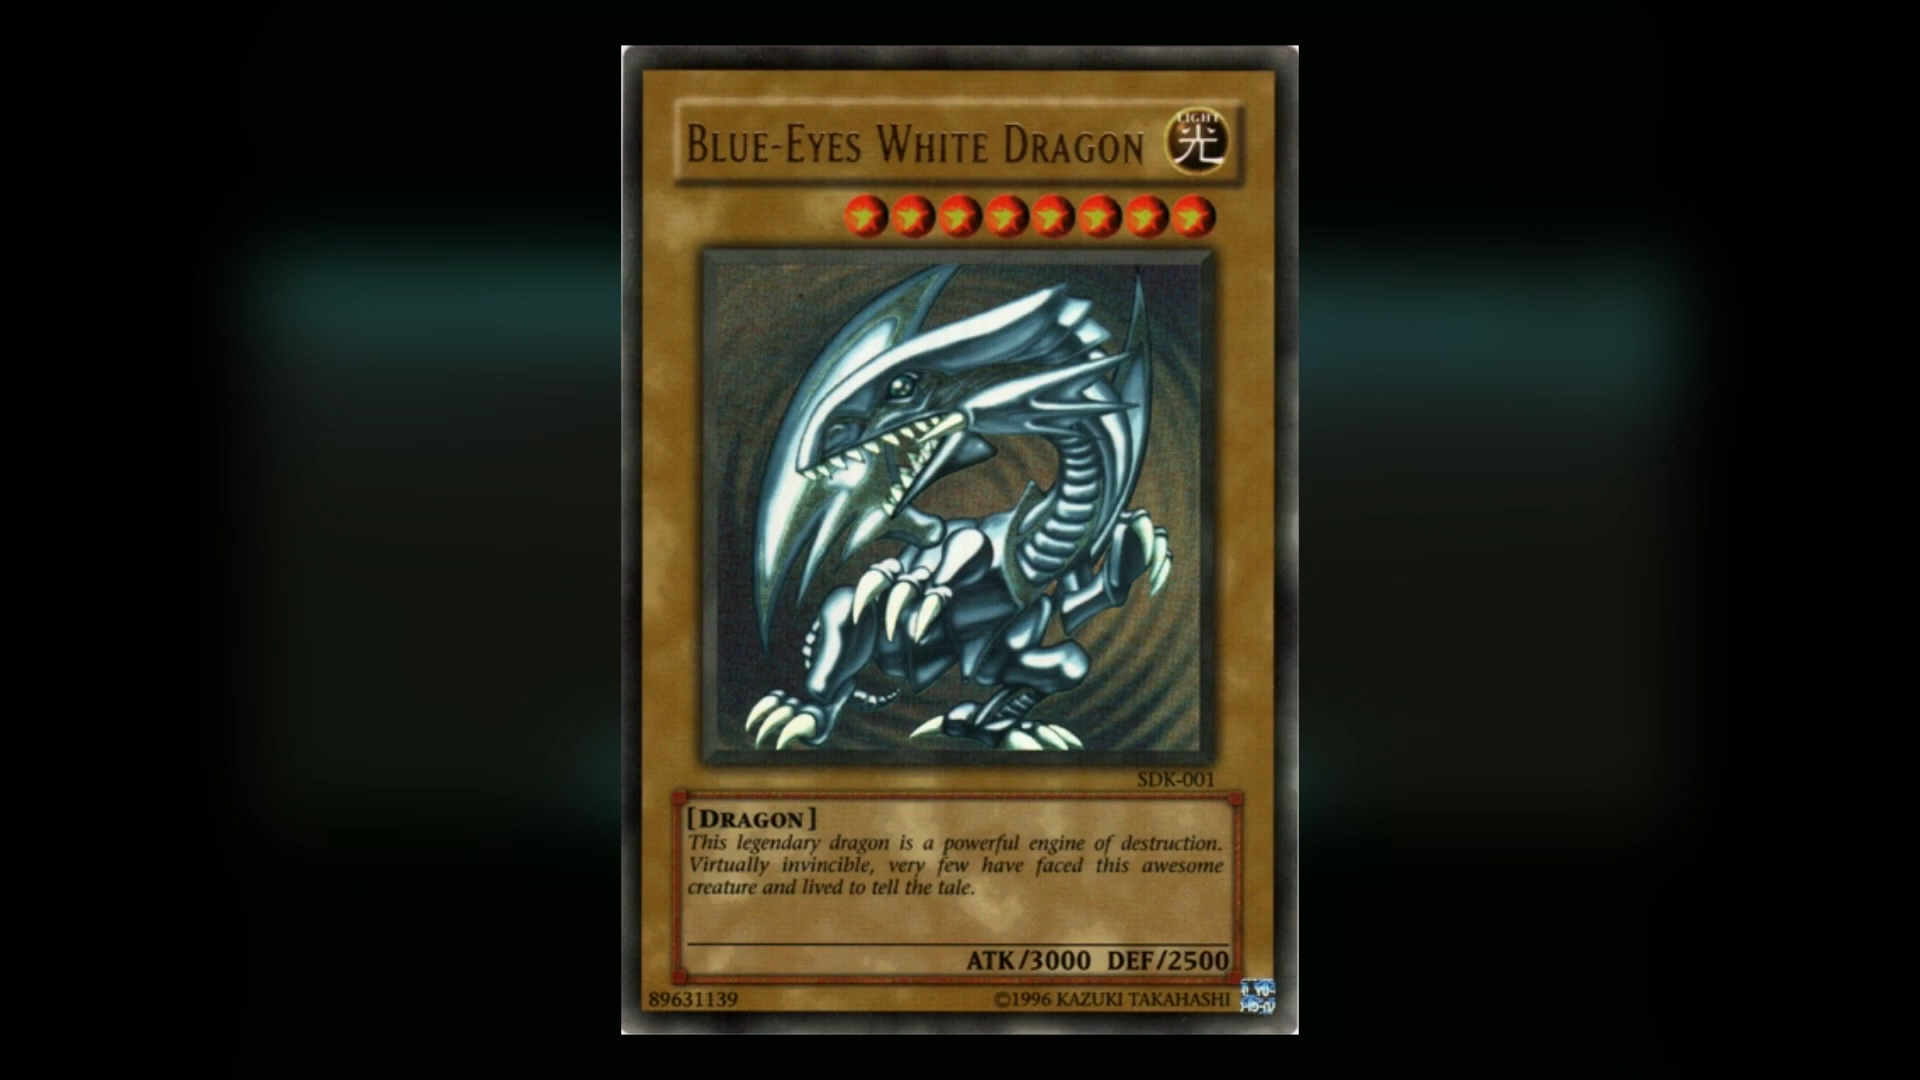 BLUE-EYES WHITE DRAGON
LIGHT
光
SDK-001
[DRAGON]
This legendary dragon is a powerful engine of destruction.
Virtually invincible, very few have faced this awesome
creature and lived to tell the tale.
ATK/3000 DEF/2500
89631139
©1996 KAZUKI TAKAHASHI